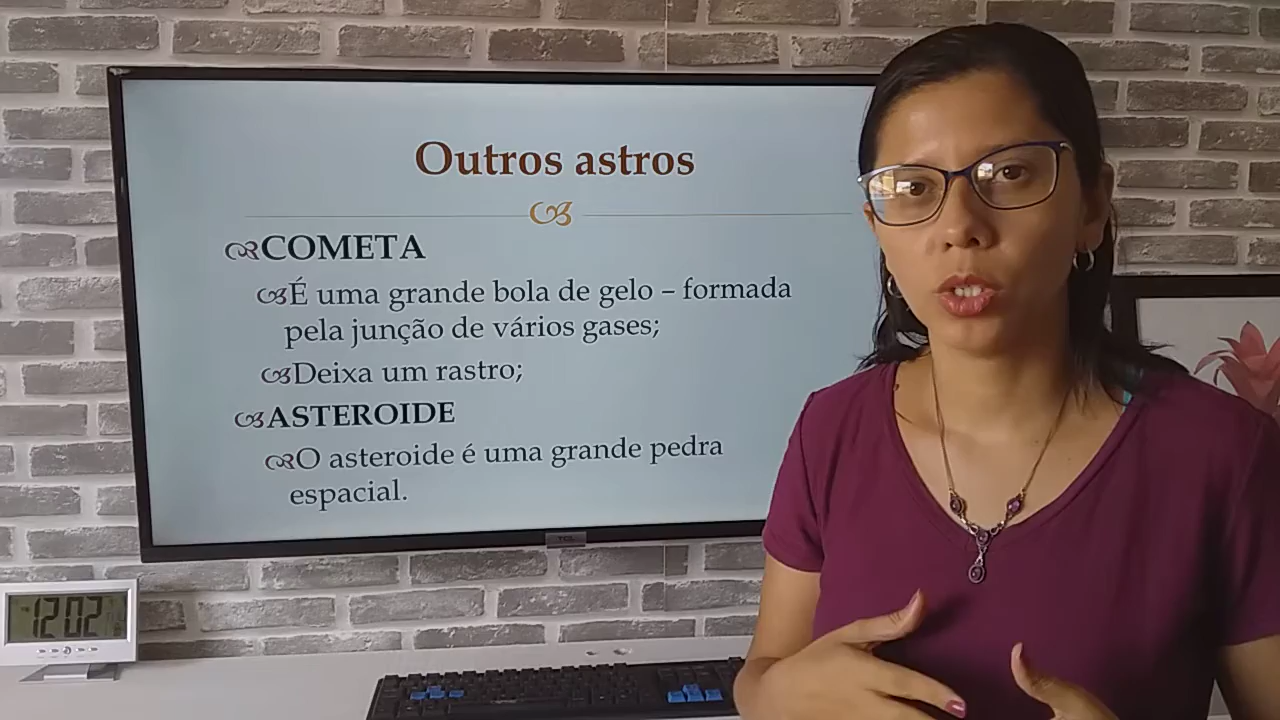 Outros astros
COMETA
É uma grande bola de gelo – formada
pela junção de vários gases;
Deixa um rastro;
ASTEROIDE
O asteroide é uma grande pedra
espacial.
TCL
12:02